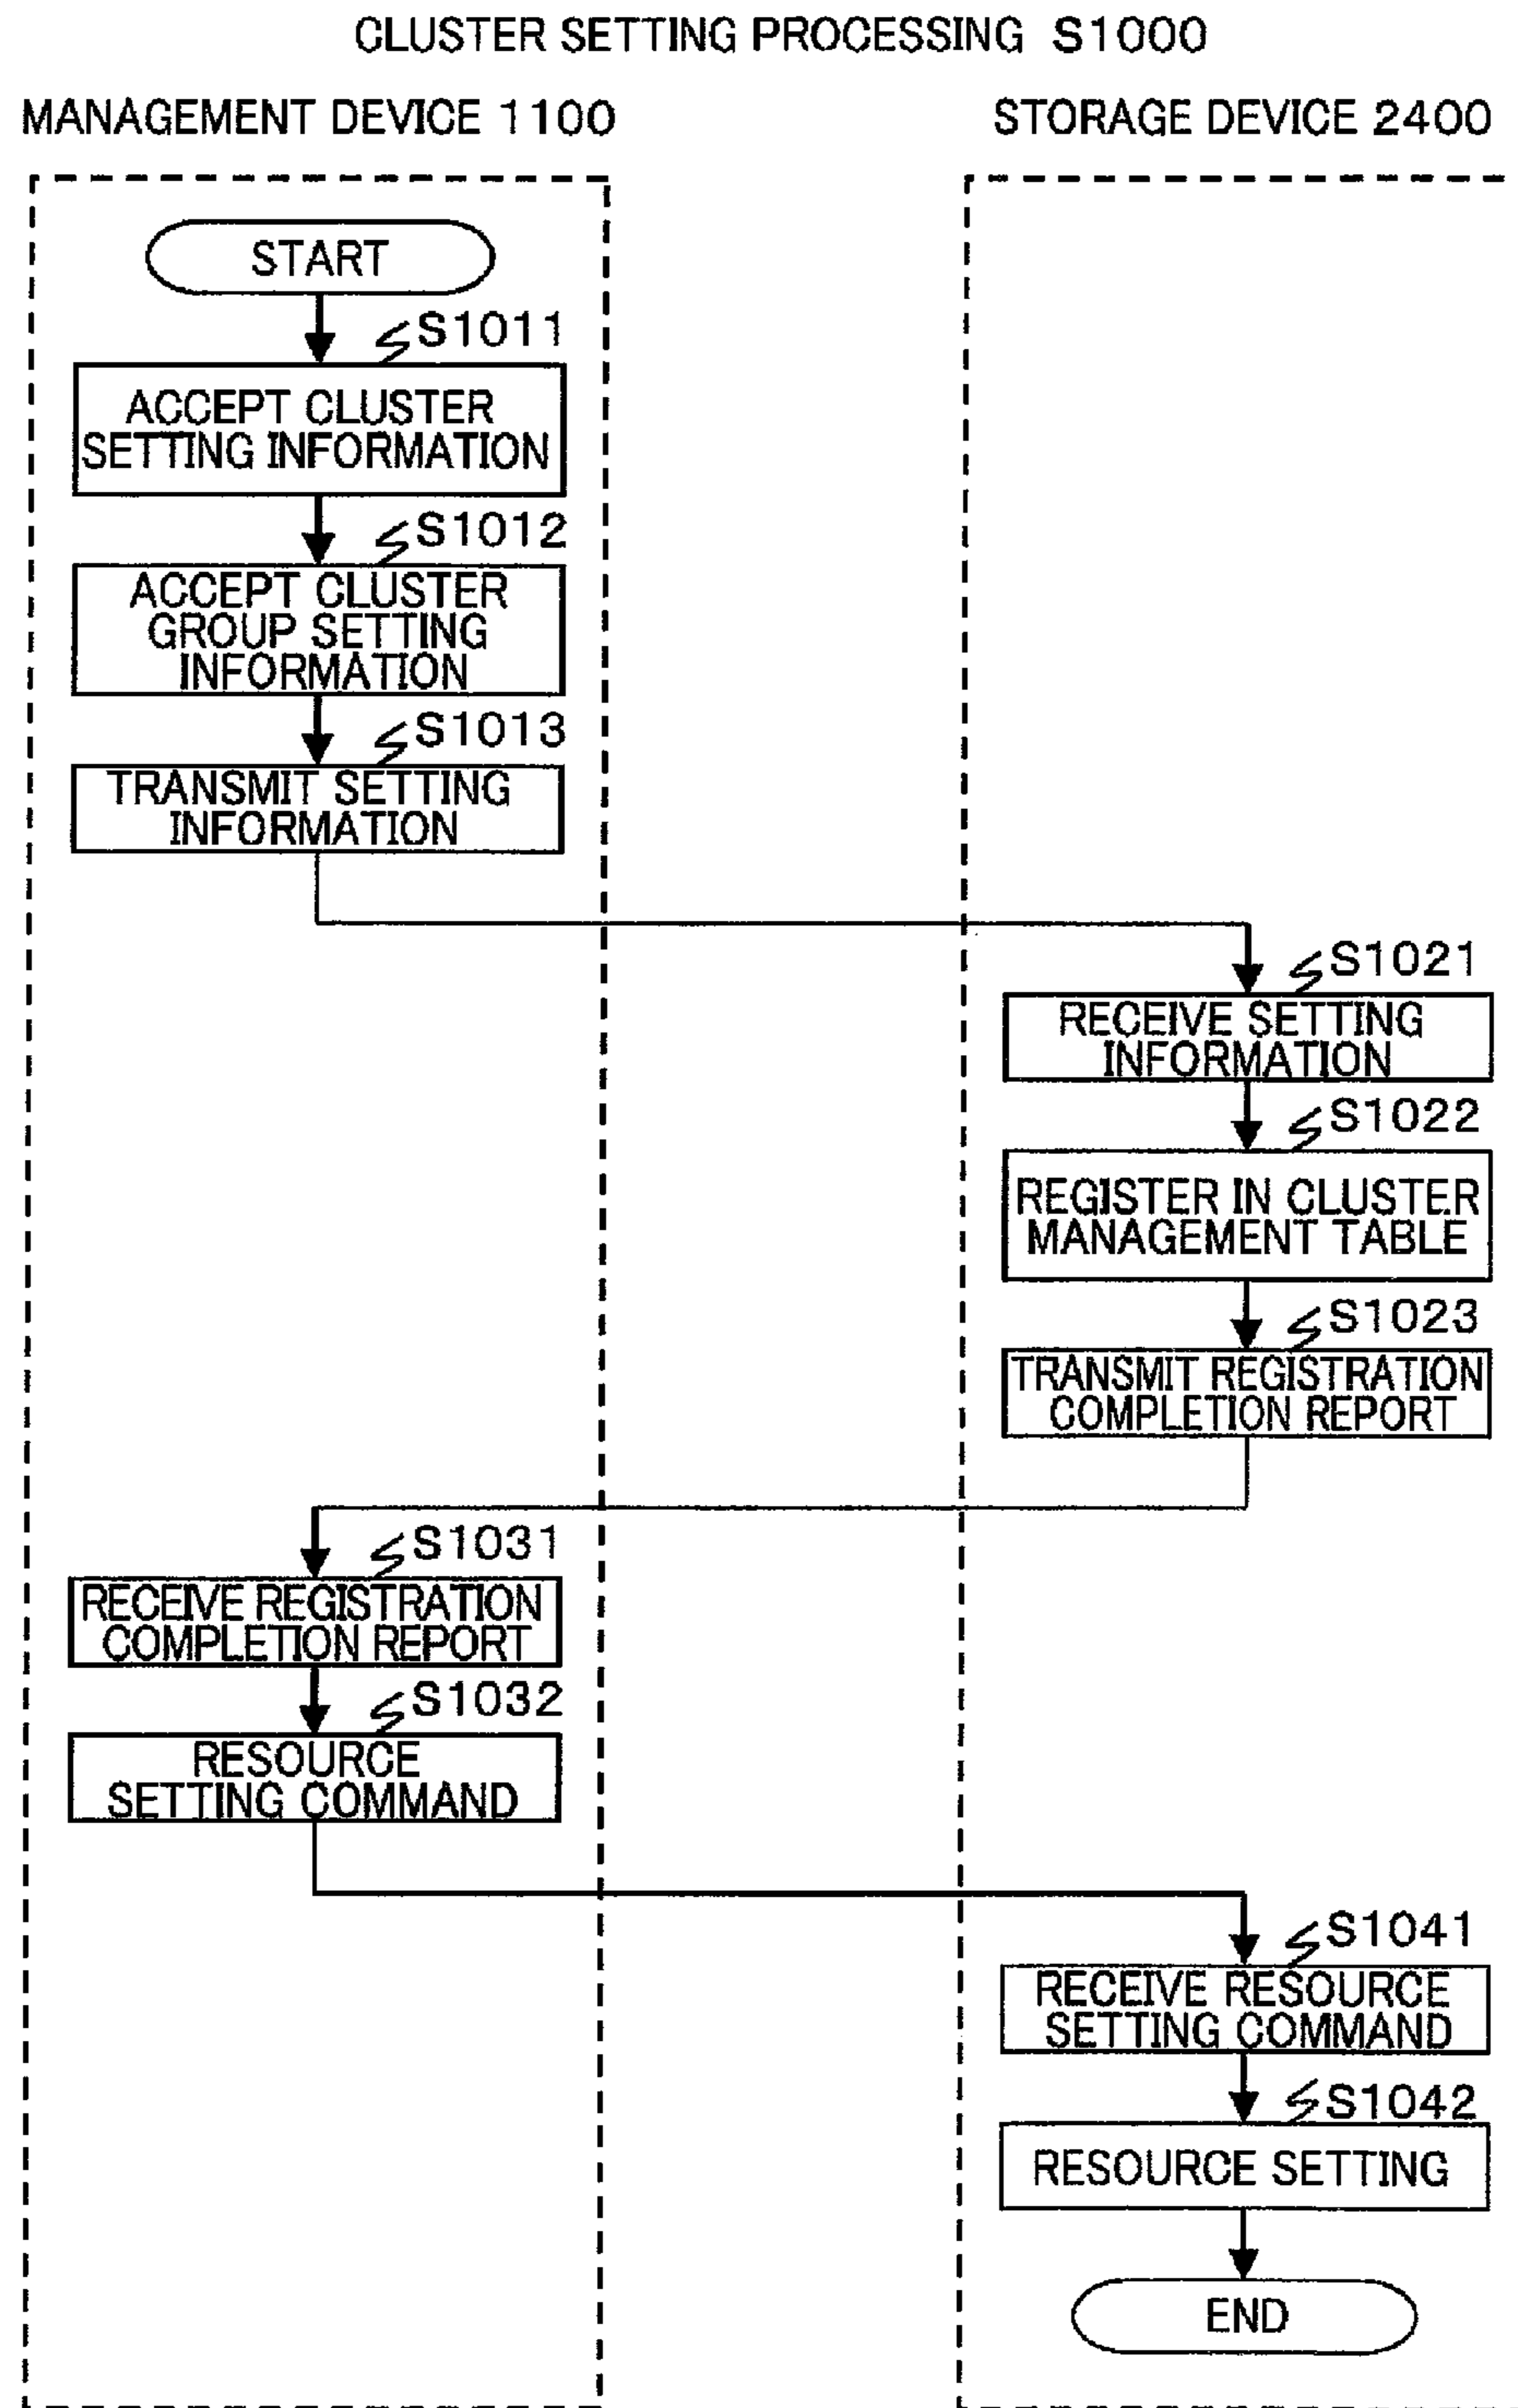 CLUSTER SETTING PROCESSING S1000
MANAGEMENT DEVICE 1100
STORAGE DEVICE 2400
START
S1011
ACCEPT CLUSTER
SETTING INFORMATION
S1012
ACCEPT CLUSTER
GROUP SETTING
INFORMATION
S1013
TRANSMIT SETTING
INFORMATION
S1021
RECEIVE SETTING
INFORMATION
S1022
REGISTER IN CLUSTER
MANAGEMENT TABLE
S1023
TRANSMIT REGISTRATION
COMPLETION REPORT
S1031
RECEIVE REGISTRATION
COMPLETION REPORT
S1032
RESOURCE
SETTING COMMAND
S1041
RECEIVE RESOURCE
SETTING COMMAND
S1042
RESOURCE SETTING
END